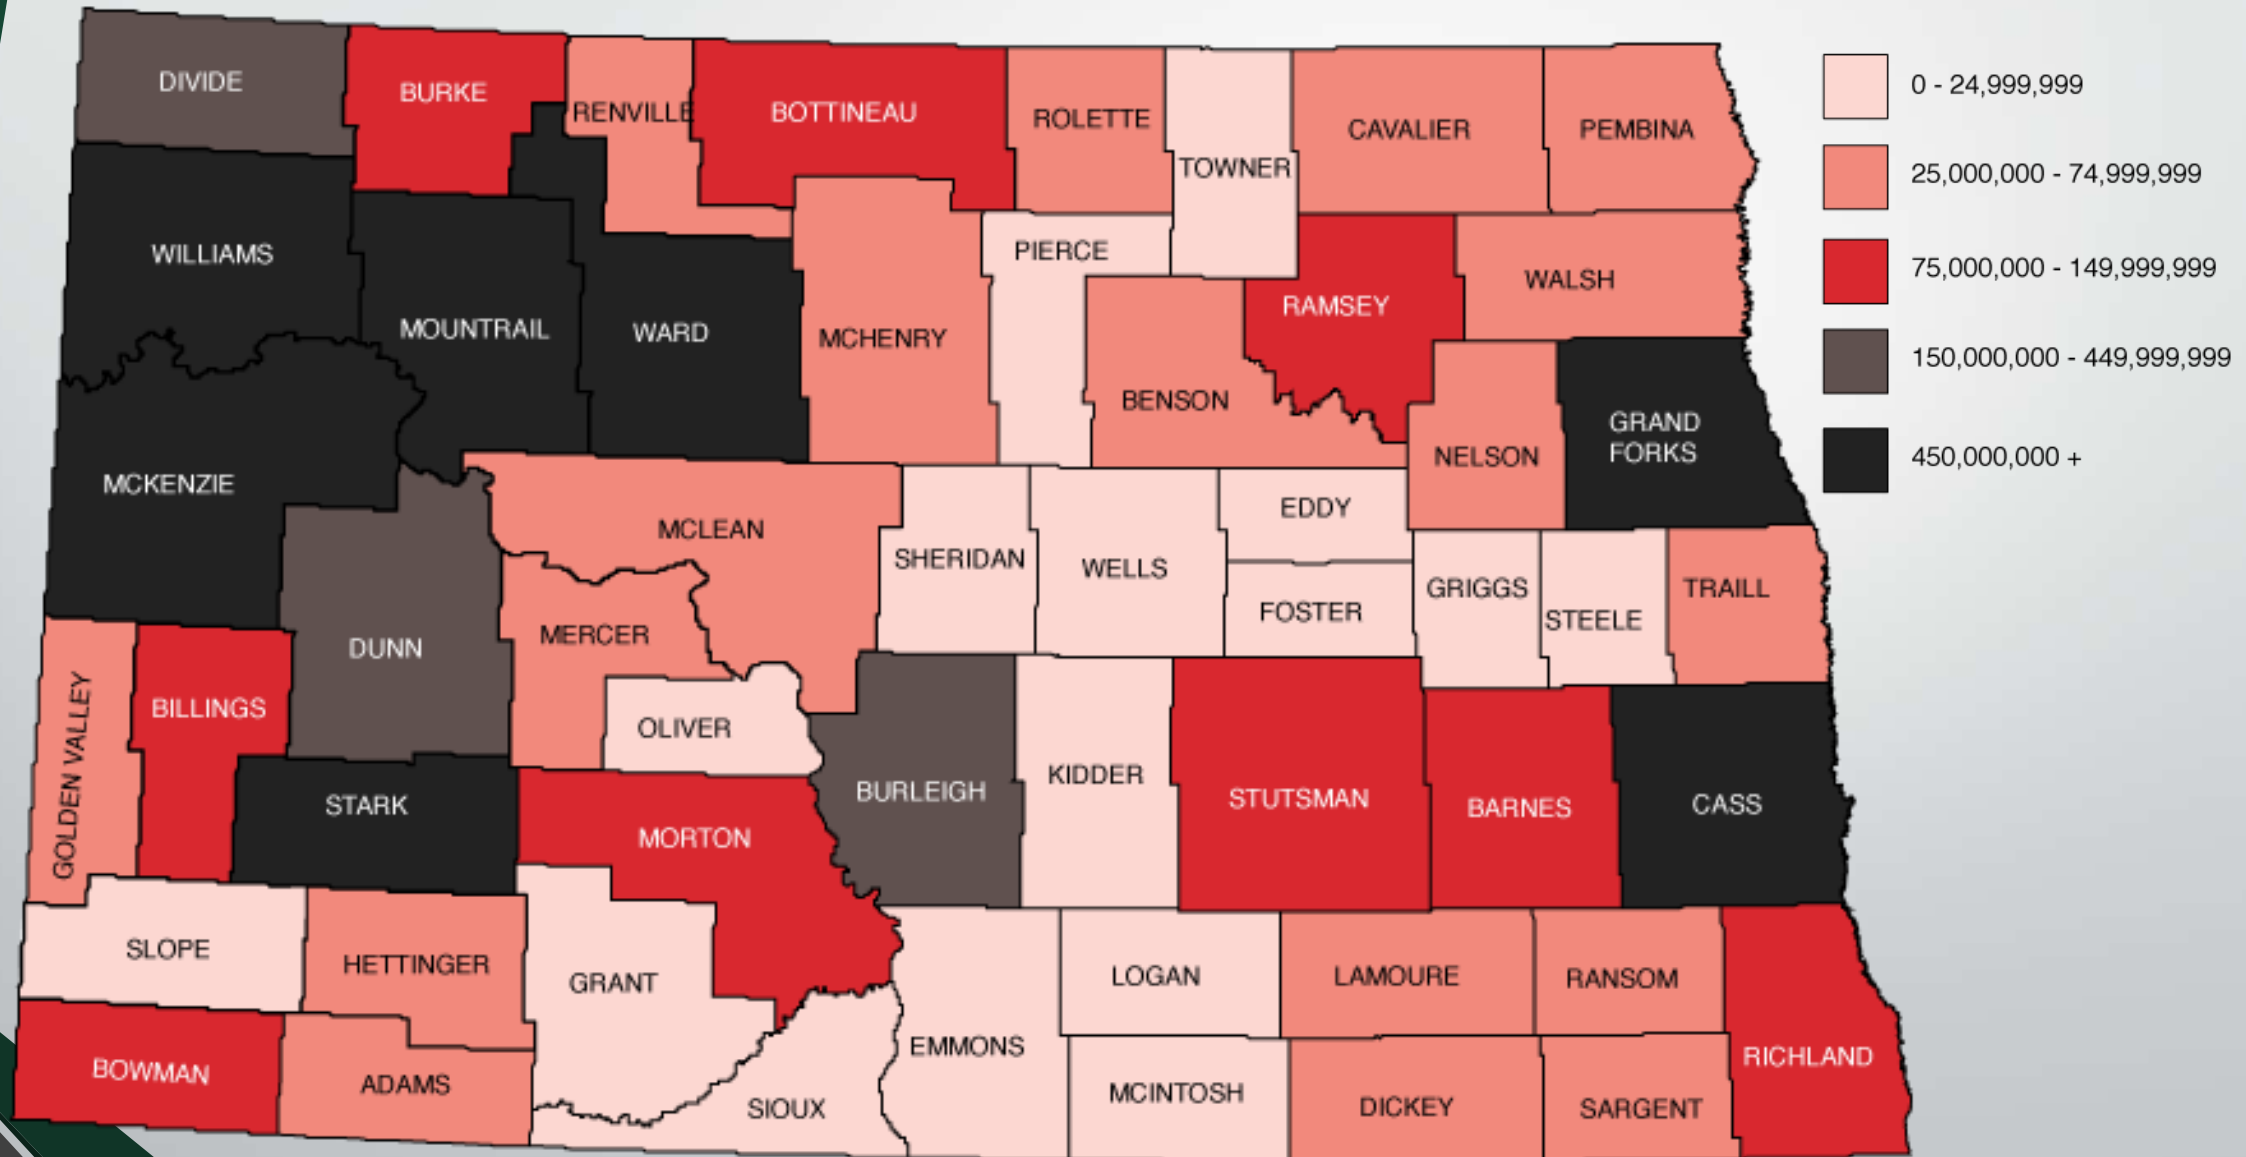 DIVIDE
BURKE
RENVILLE
BOTTINEAU
ROLETTE
TOWNER
CAVALIER
PEMBINA
WILLIAMS
MOUNTRAIL
WARD
MCHENRY
PIERCE
BENSON
RAMSEY
WALSH
NELSON
GRAND
FORKS
MCKENZIE
DUNN
MCLEAN
MERCER
OLIVER
SHERIDAN
WELLS
EDDY
FOSTER
GRIGGS
STEELE
TRAILL
GOLDEN VALLEY
BILLINGS
STARK
MORTON
BURLEIGH
KIDDER
STUTSMAN
BARNES
CASS
SLOPE
HETTINGER
GRANT
BOWMAN
ADAMS
SIOUX
EMMONS
LOGAN
MCINTOSH
LAMOURE
DICKEY
RANSOM
SARGENT
RICHLAND
0 - 24,999,999
25,000,000 - 74,999,999
75,000,000 - 149,999,999
150,000,000 - 449,999,999
450,000,000 +